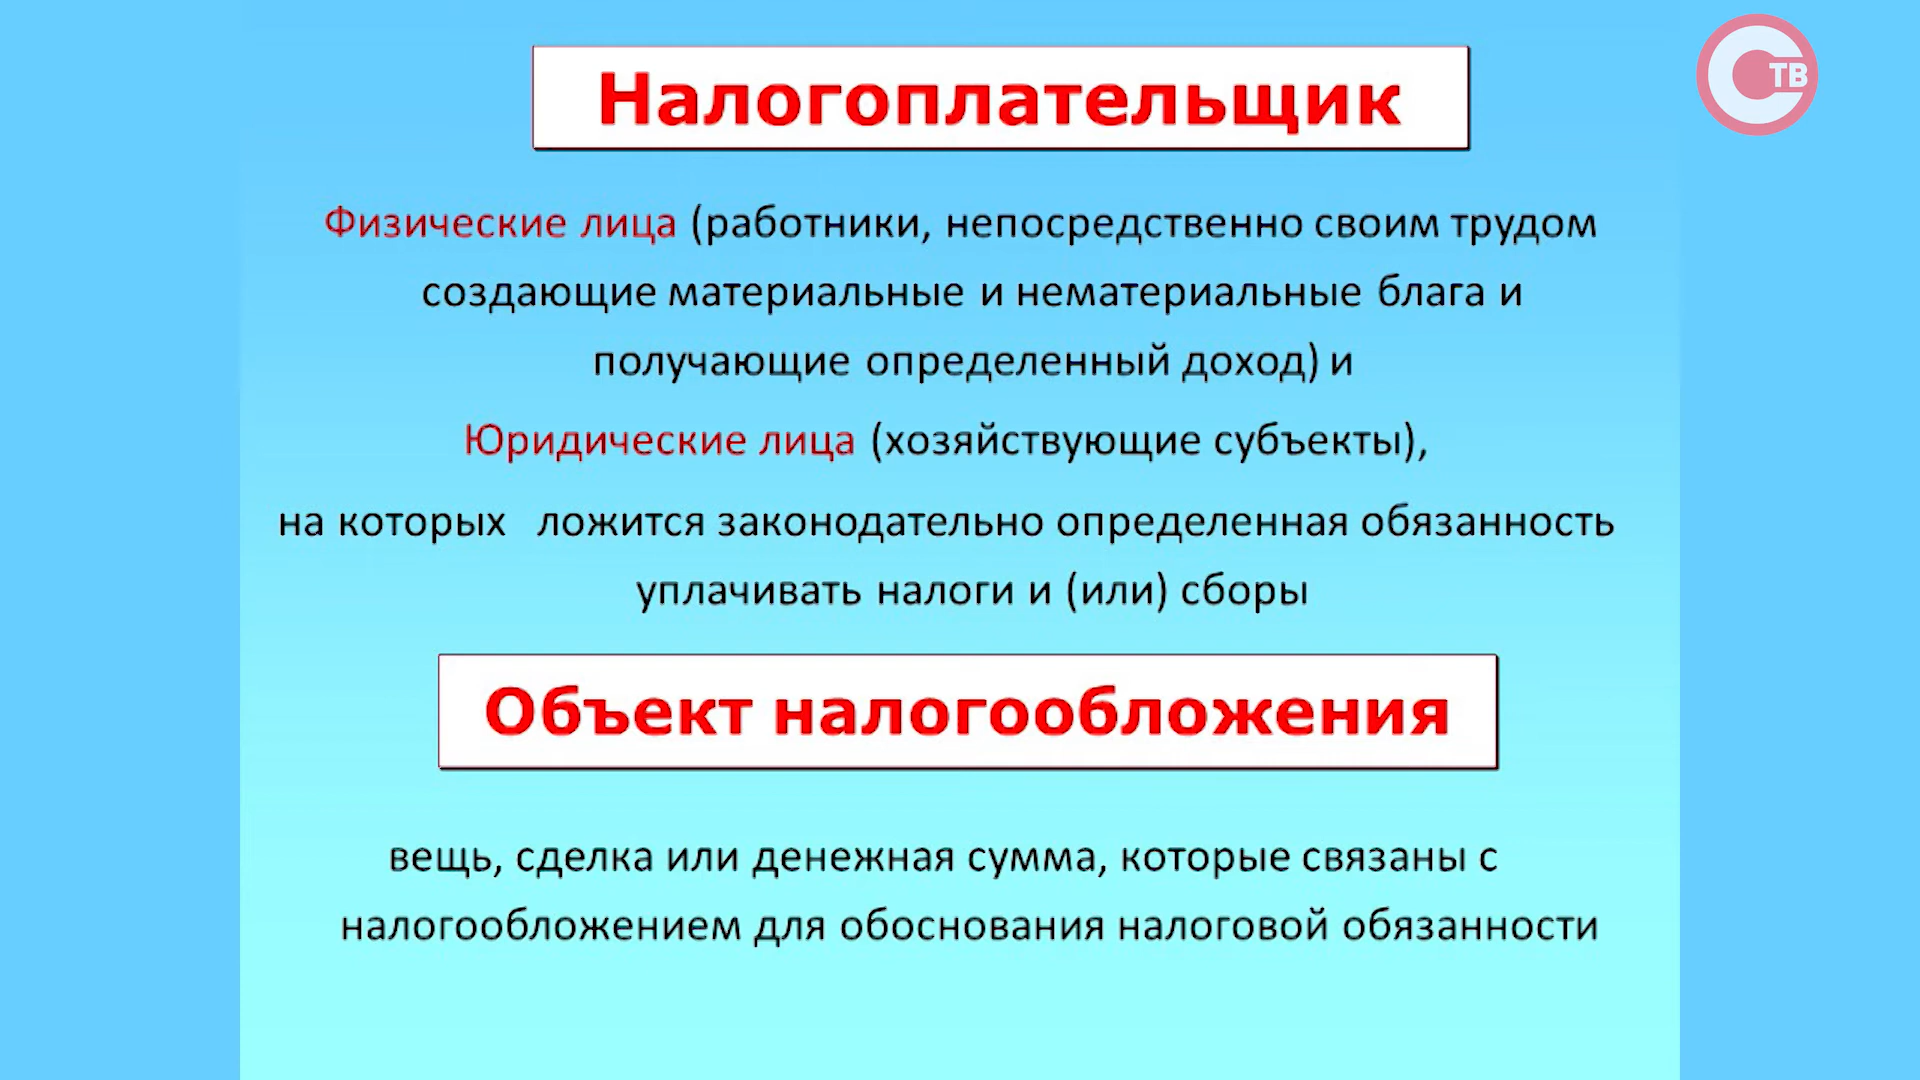 Налогоплательщик
СТВ
Физические лица (работники, непосредственно своим трудом
создающие материальные и нематериальные блага и
получающие определенный доход) и
Юридические лица (хозяйствующие субъекты),
на которых ложится законодательно определенная обязанность
уплачивать налоги и (или) сборы
Объект налогообложения
вещь, сделка или денежная сумма, которые связаны с
налогообложением для обоснования налоговой обязанности